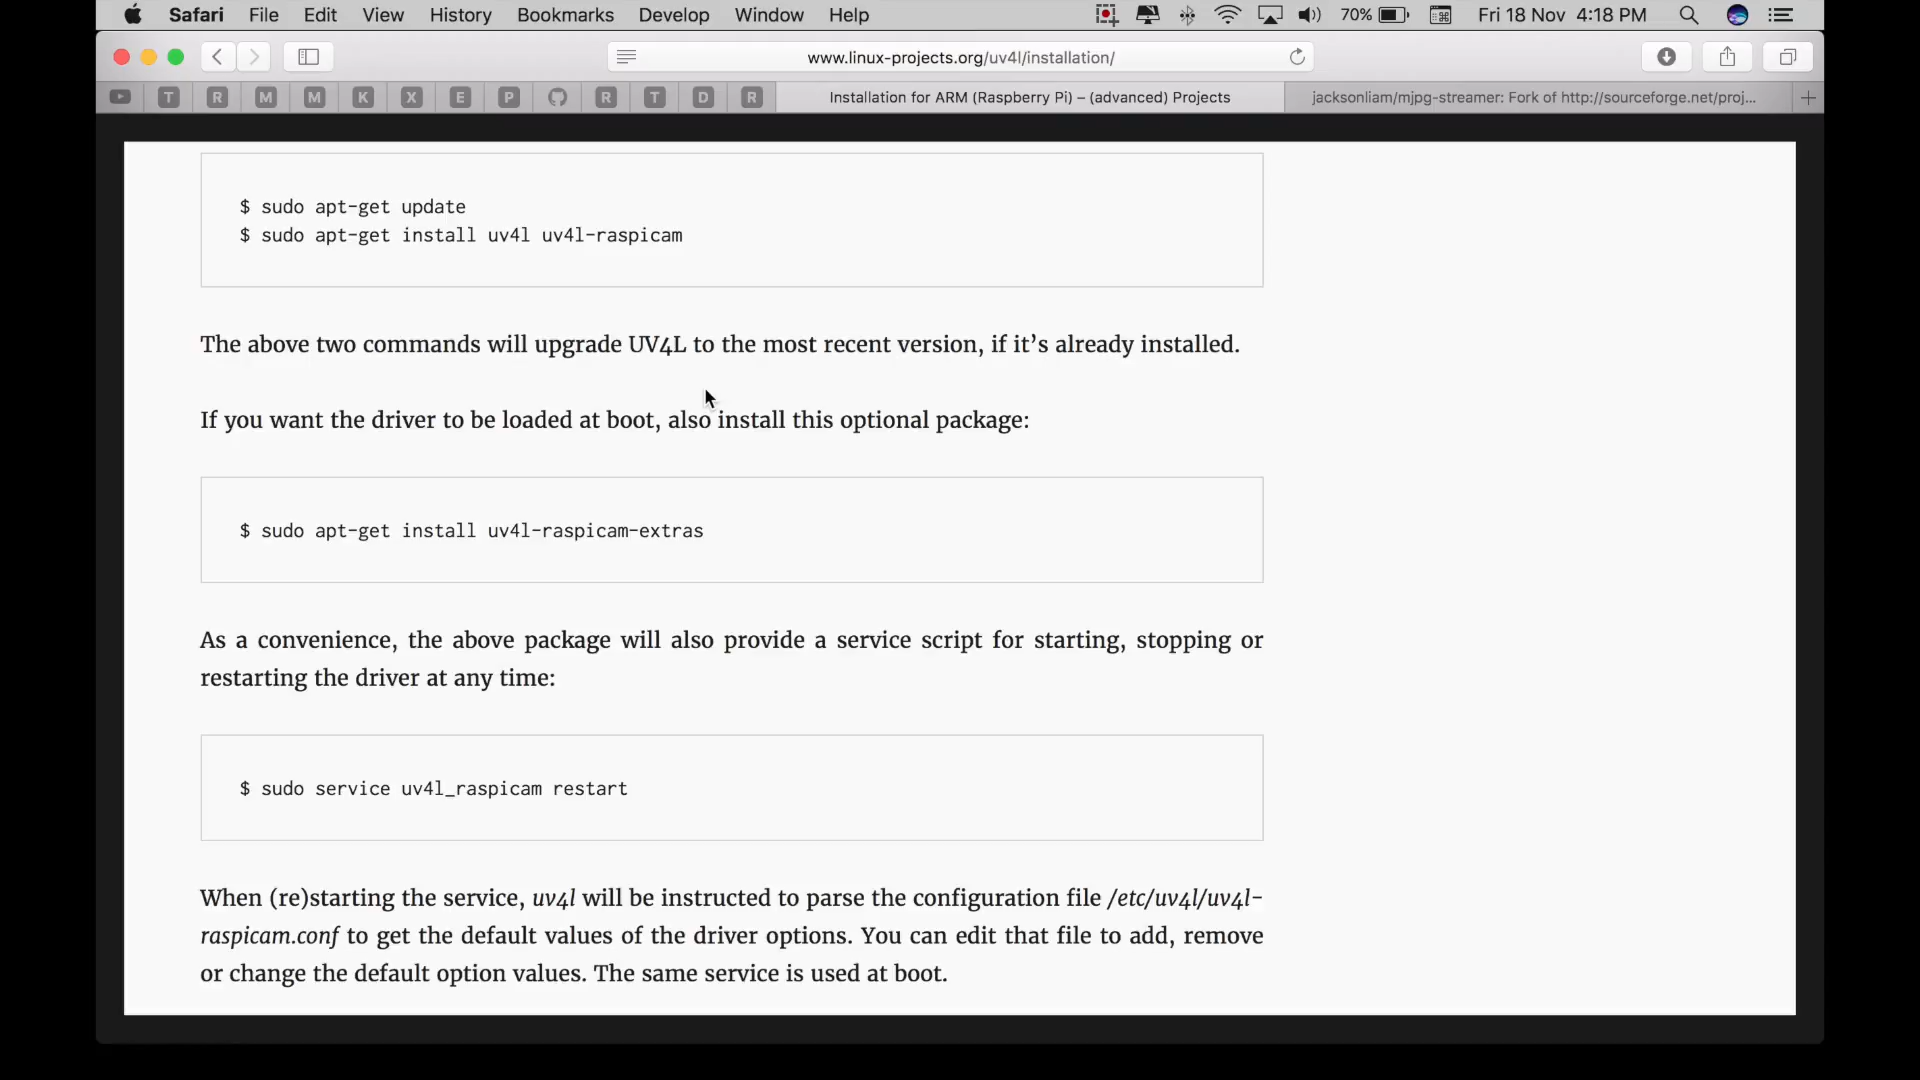 Safari File Edit View History Bookmarks Develop Window Help 70% Fri 18 Nov 4:18 PM
www.linux-projects.org/uv4l/installation/
T R M M K X E P R T D R Installation for ARM (Raspberry Pi) – (advanced) Projects jacksonliam/mjpg-streamer: Fork of http://sourceforge.net/proj... +
$ sudo apt-get update
$ sudo apt-get install uv4l uv4l-raspicam
The above two commands will upgrade UV4L to the most recent version, if it’s already installed.
If you want the driver to be loaded at boot, also install this optional package:
$ sudo apt-get install uv4l-raspicam-extras
As a convenience, the above package will also provide a service script for starting, stopping or
restarting the driver at any time:
$ sudo service uv4l_raspicam restart
When (re)starting the service, uv4l will be instructed to parse the configuration file /etc/uv4l/uv4l-
raspicam.conf to get the default values of the driver options. You can edit that file to add, remove
or change the default option values. The same service is used at boot.